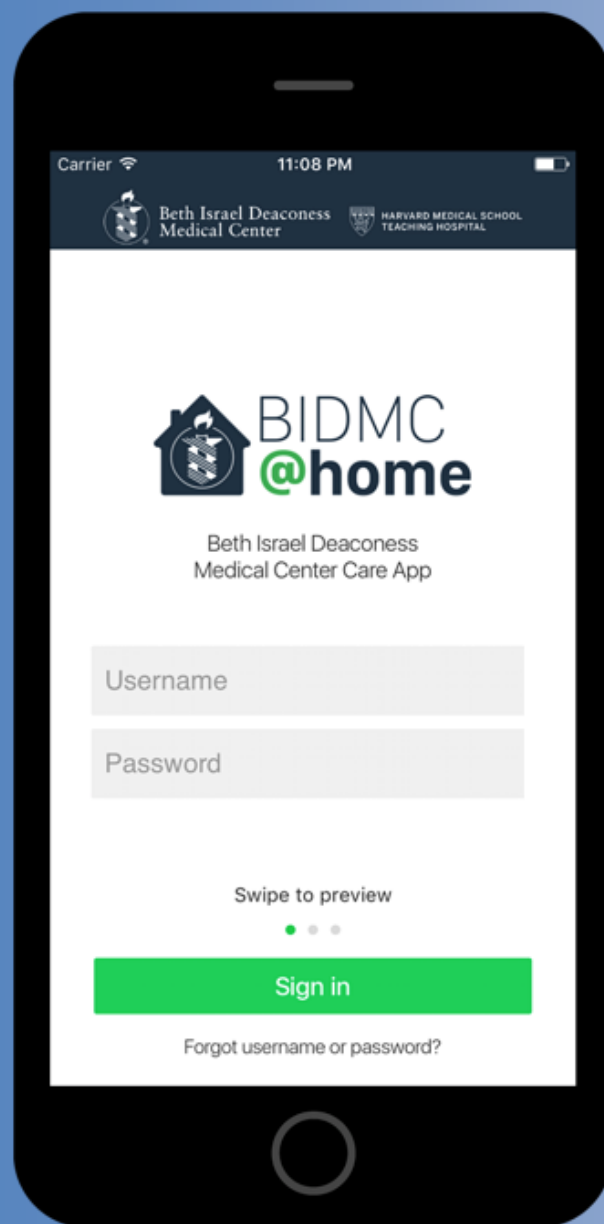 Carrier 11:08 PM
Beth Israel Deaconess
Medical Center
HARVARD MEDICAL SCHOOL
TEACHING HOSPITAL
BIDMC
@home
Beth Israel Deaconess
Medical Center Care App
Username
Password
Swipe to preview
Sign in
Forgot username or password?